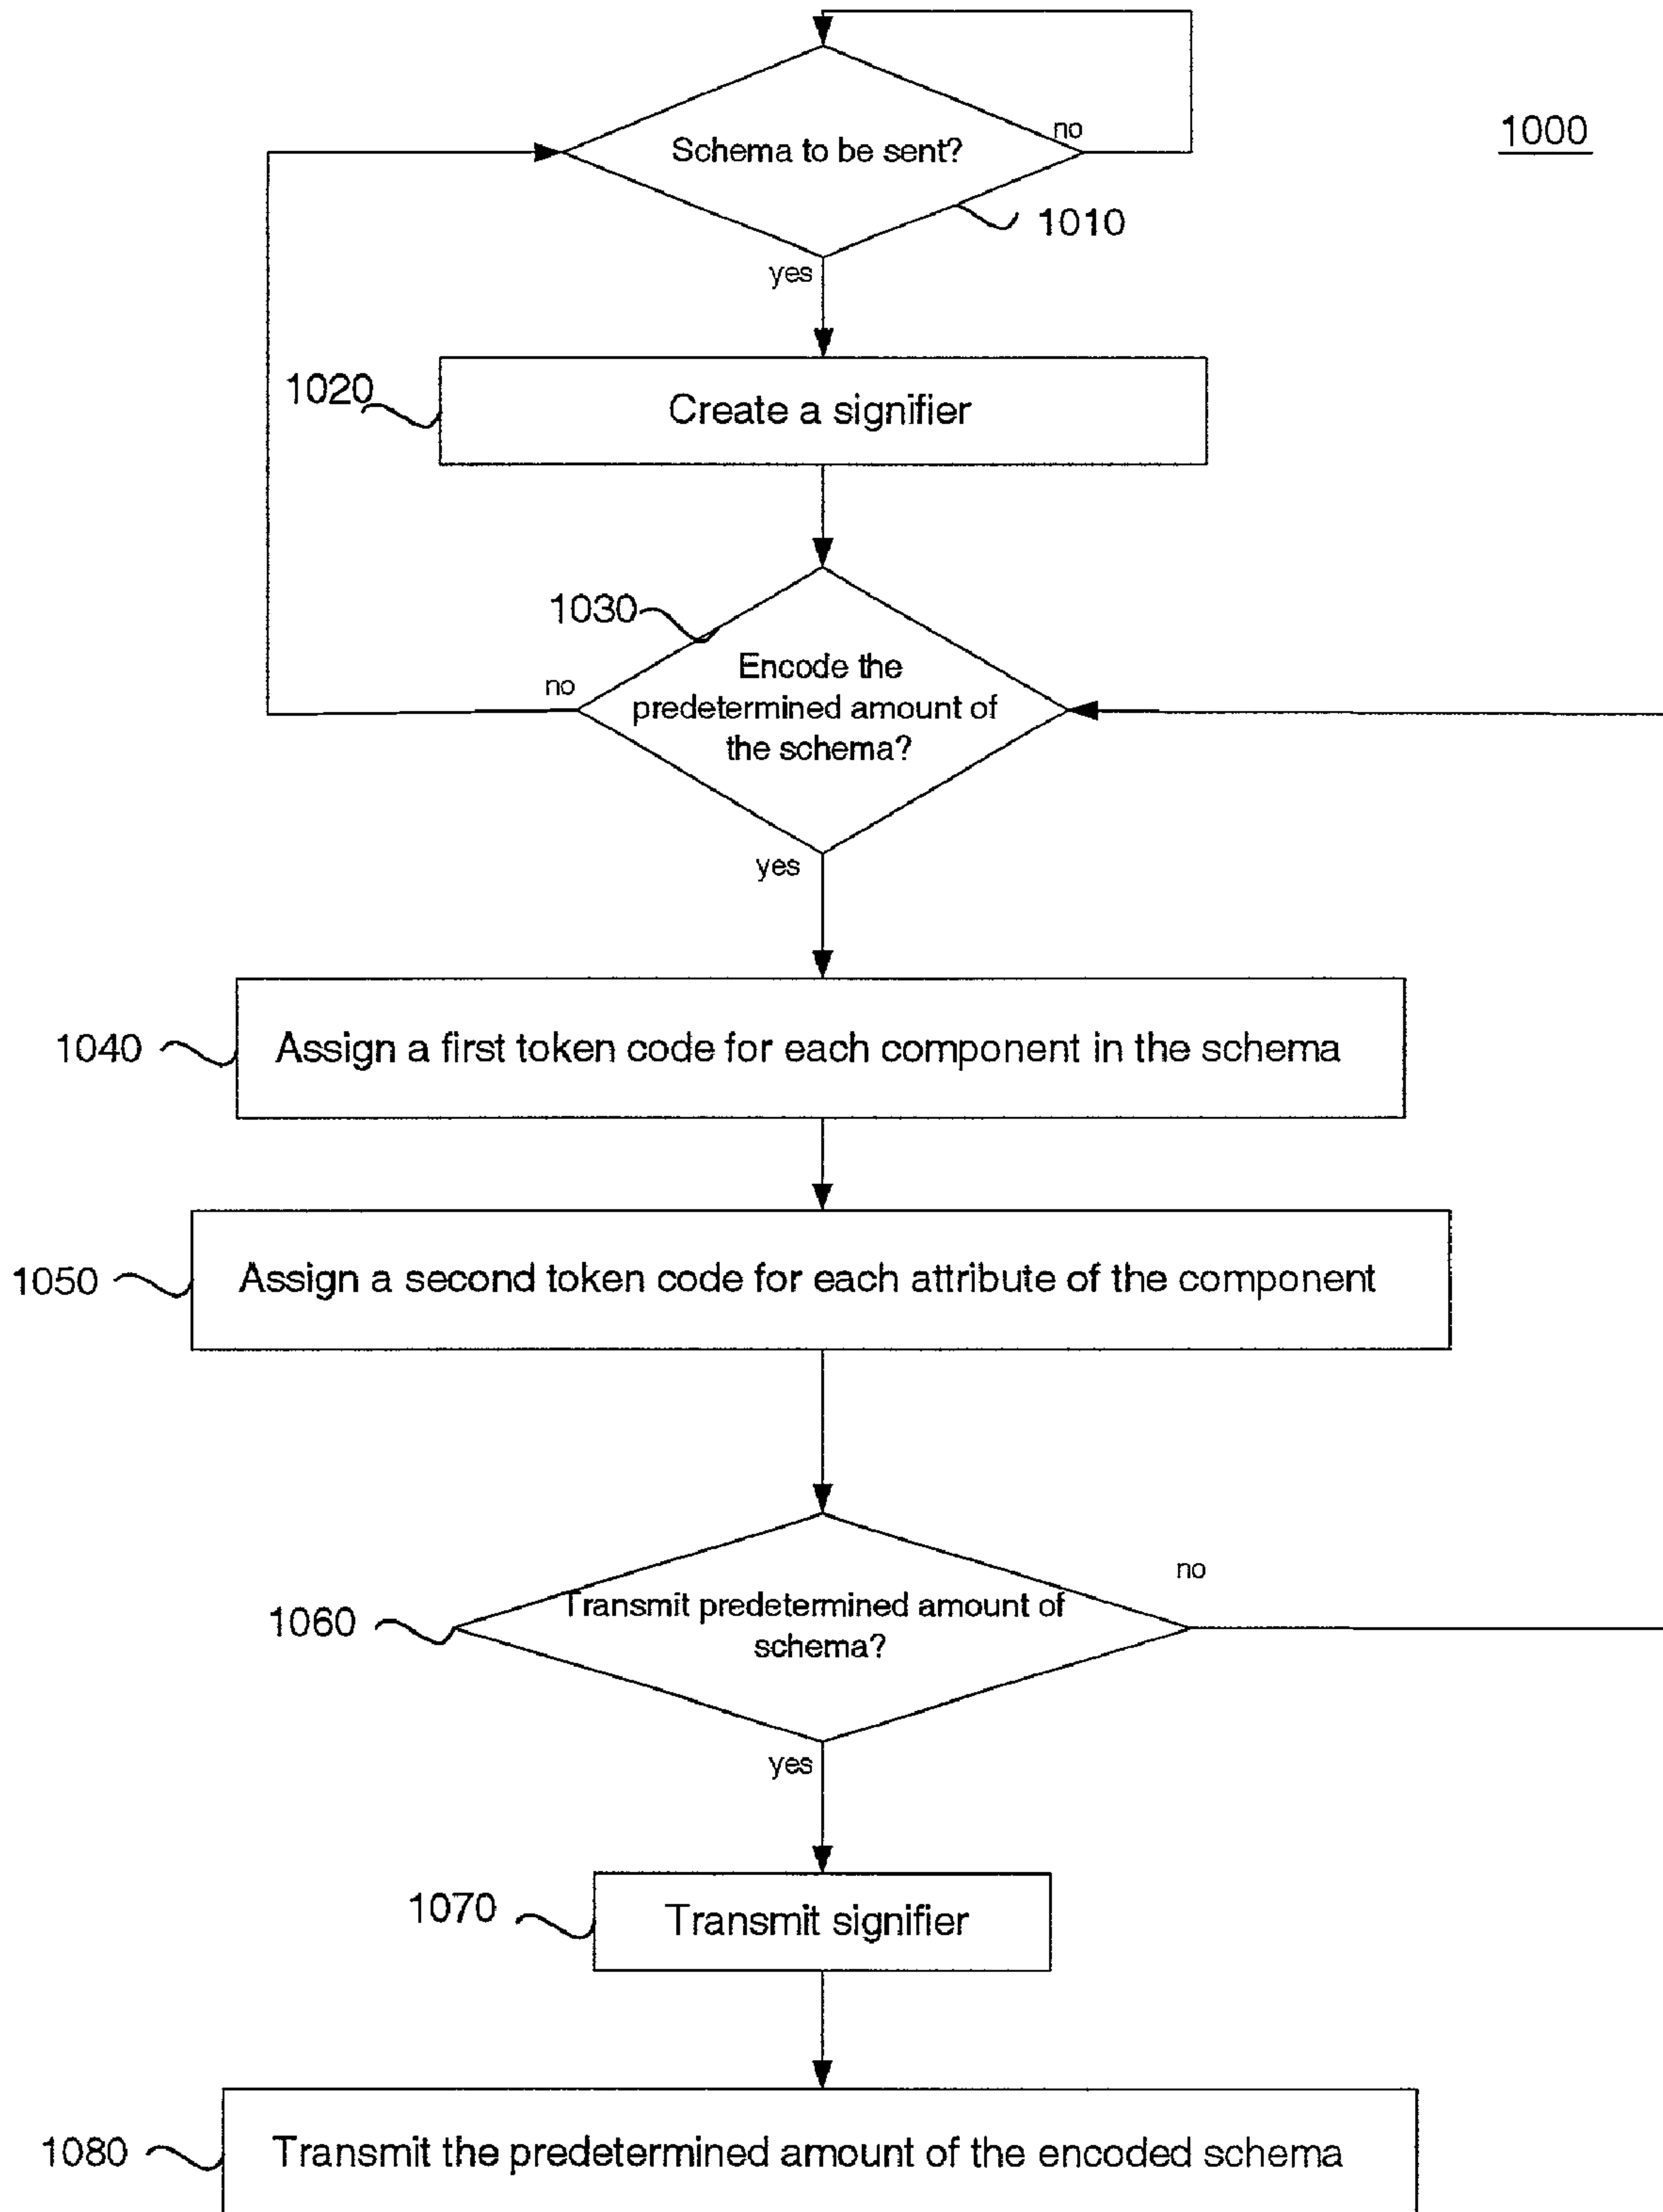 no
1000
Schema to be sent?
1010
yes
1020
Create a signifier
1030
Encode the
predetermined amount of
the schema?
no
yes
1040
Assign a first token code for each component in the schema
1050
Assign a second token code for each attribute of the component
no
1060
Transmit predetermined amount of
schema?
yes
1070
Transmit signifier
1080
Transmit the predetermined amount of the encoded schema